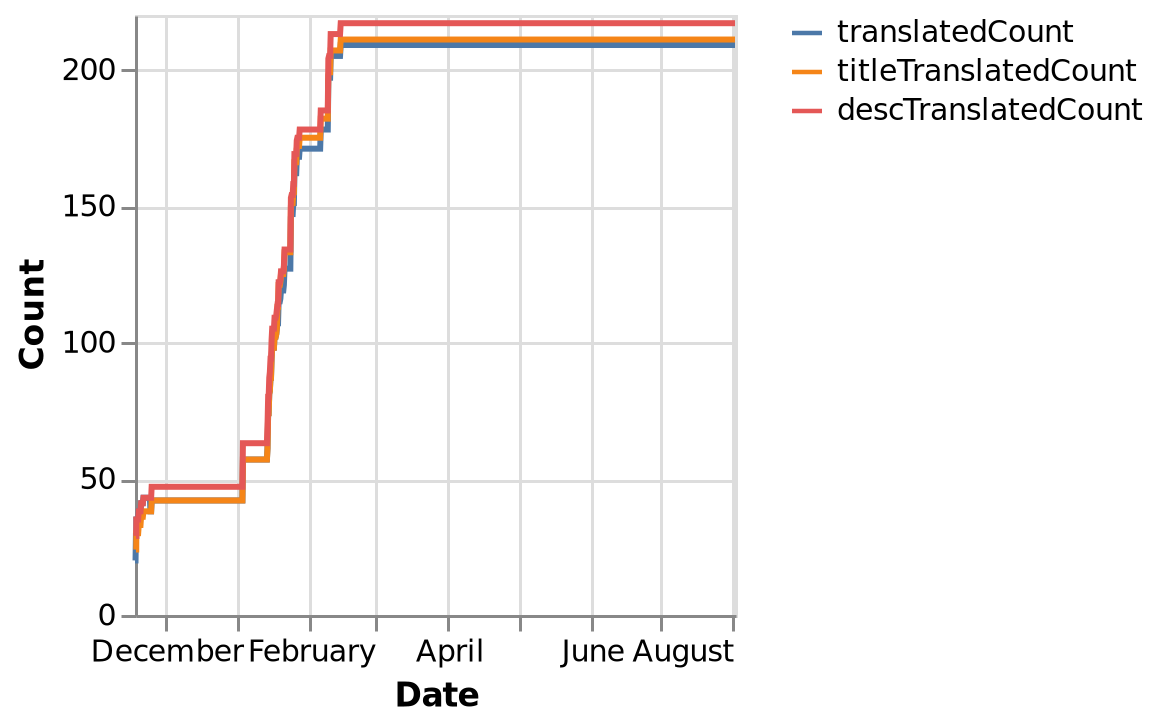 translatedCount
titleTranslatedCount
descTranslatedCount
200
150
100
50
0
Count
December February April June August
Date